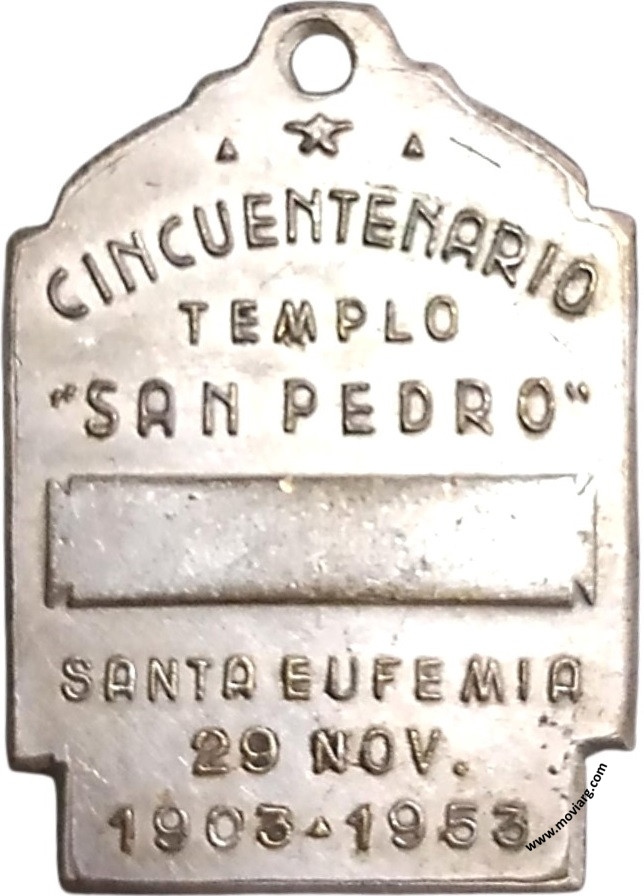 CINCUENTENARIO
TEMPLO
"SAN PEDRO"
SANTA EUFEMIA
29 NOV.
1903 ▵ 1953
www.moviarg.com